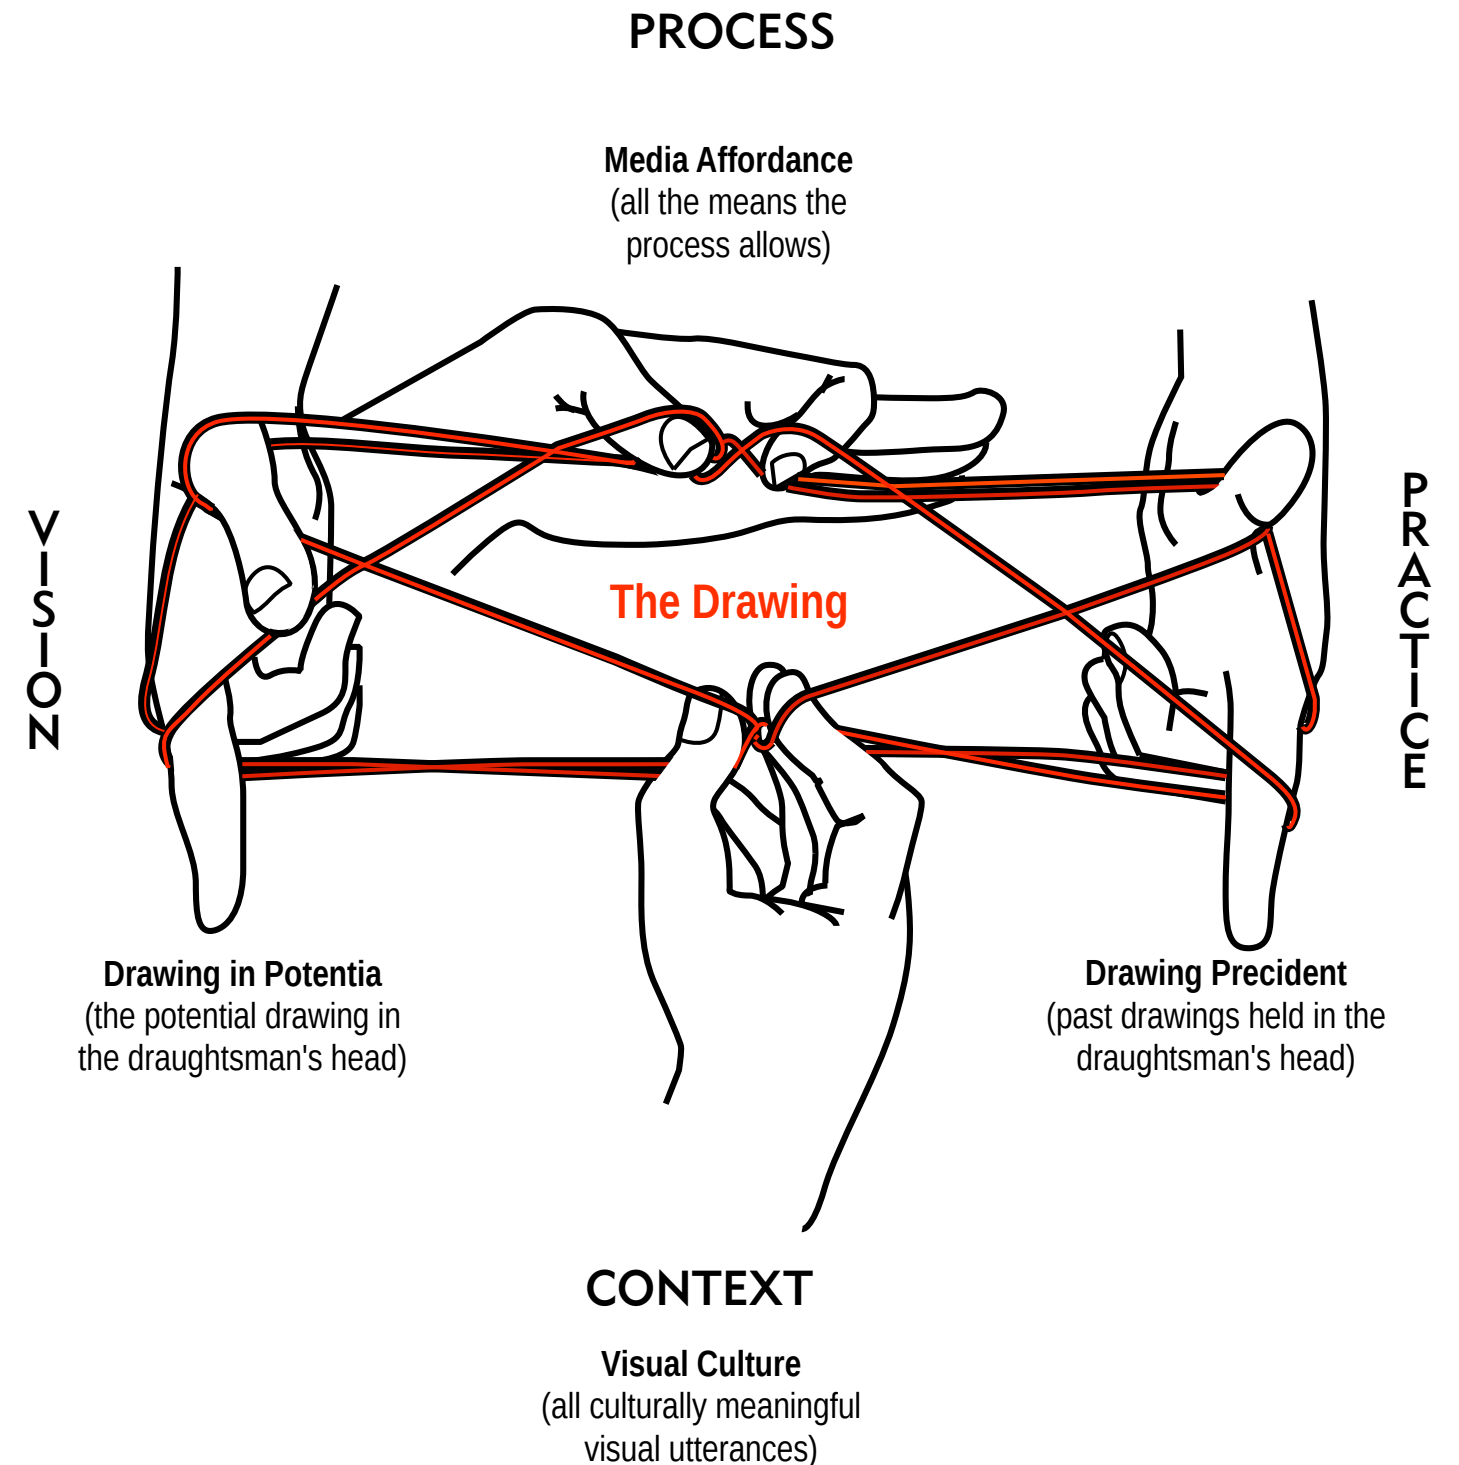 PROCESS
Media Affordance
(all the means the
process allows)
VISION
The Drawing
PRACTICE
Drawing in Potentia
(the potential drawing in
the draughtsman's head)
Drawing Precident
(past drawings held in the
draughtsman's head)
CONTEXT
Visual Culture
(all culturally meaningful
visual utterances)